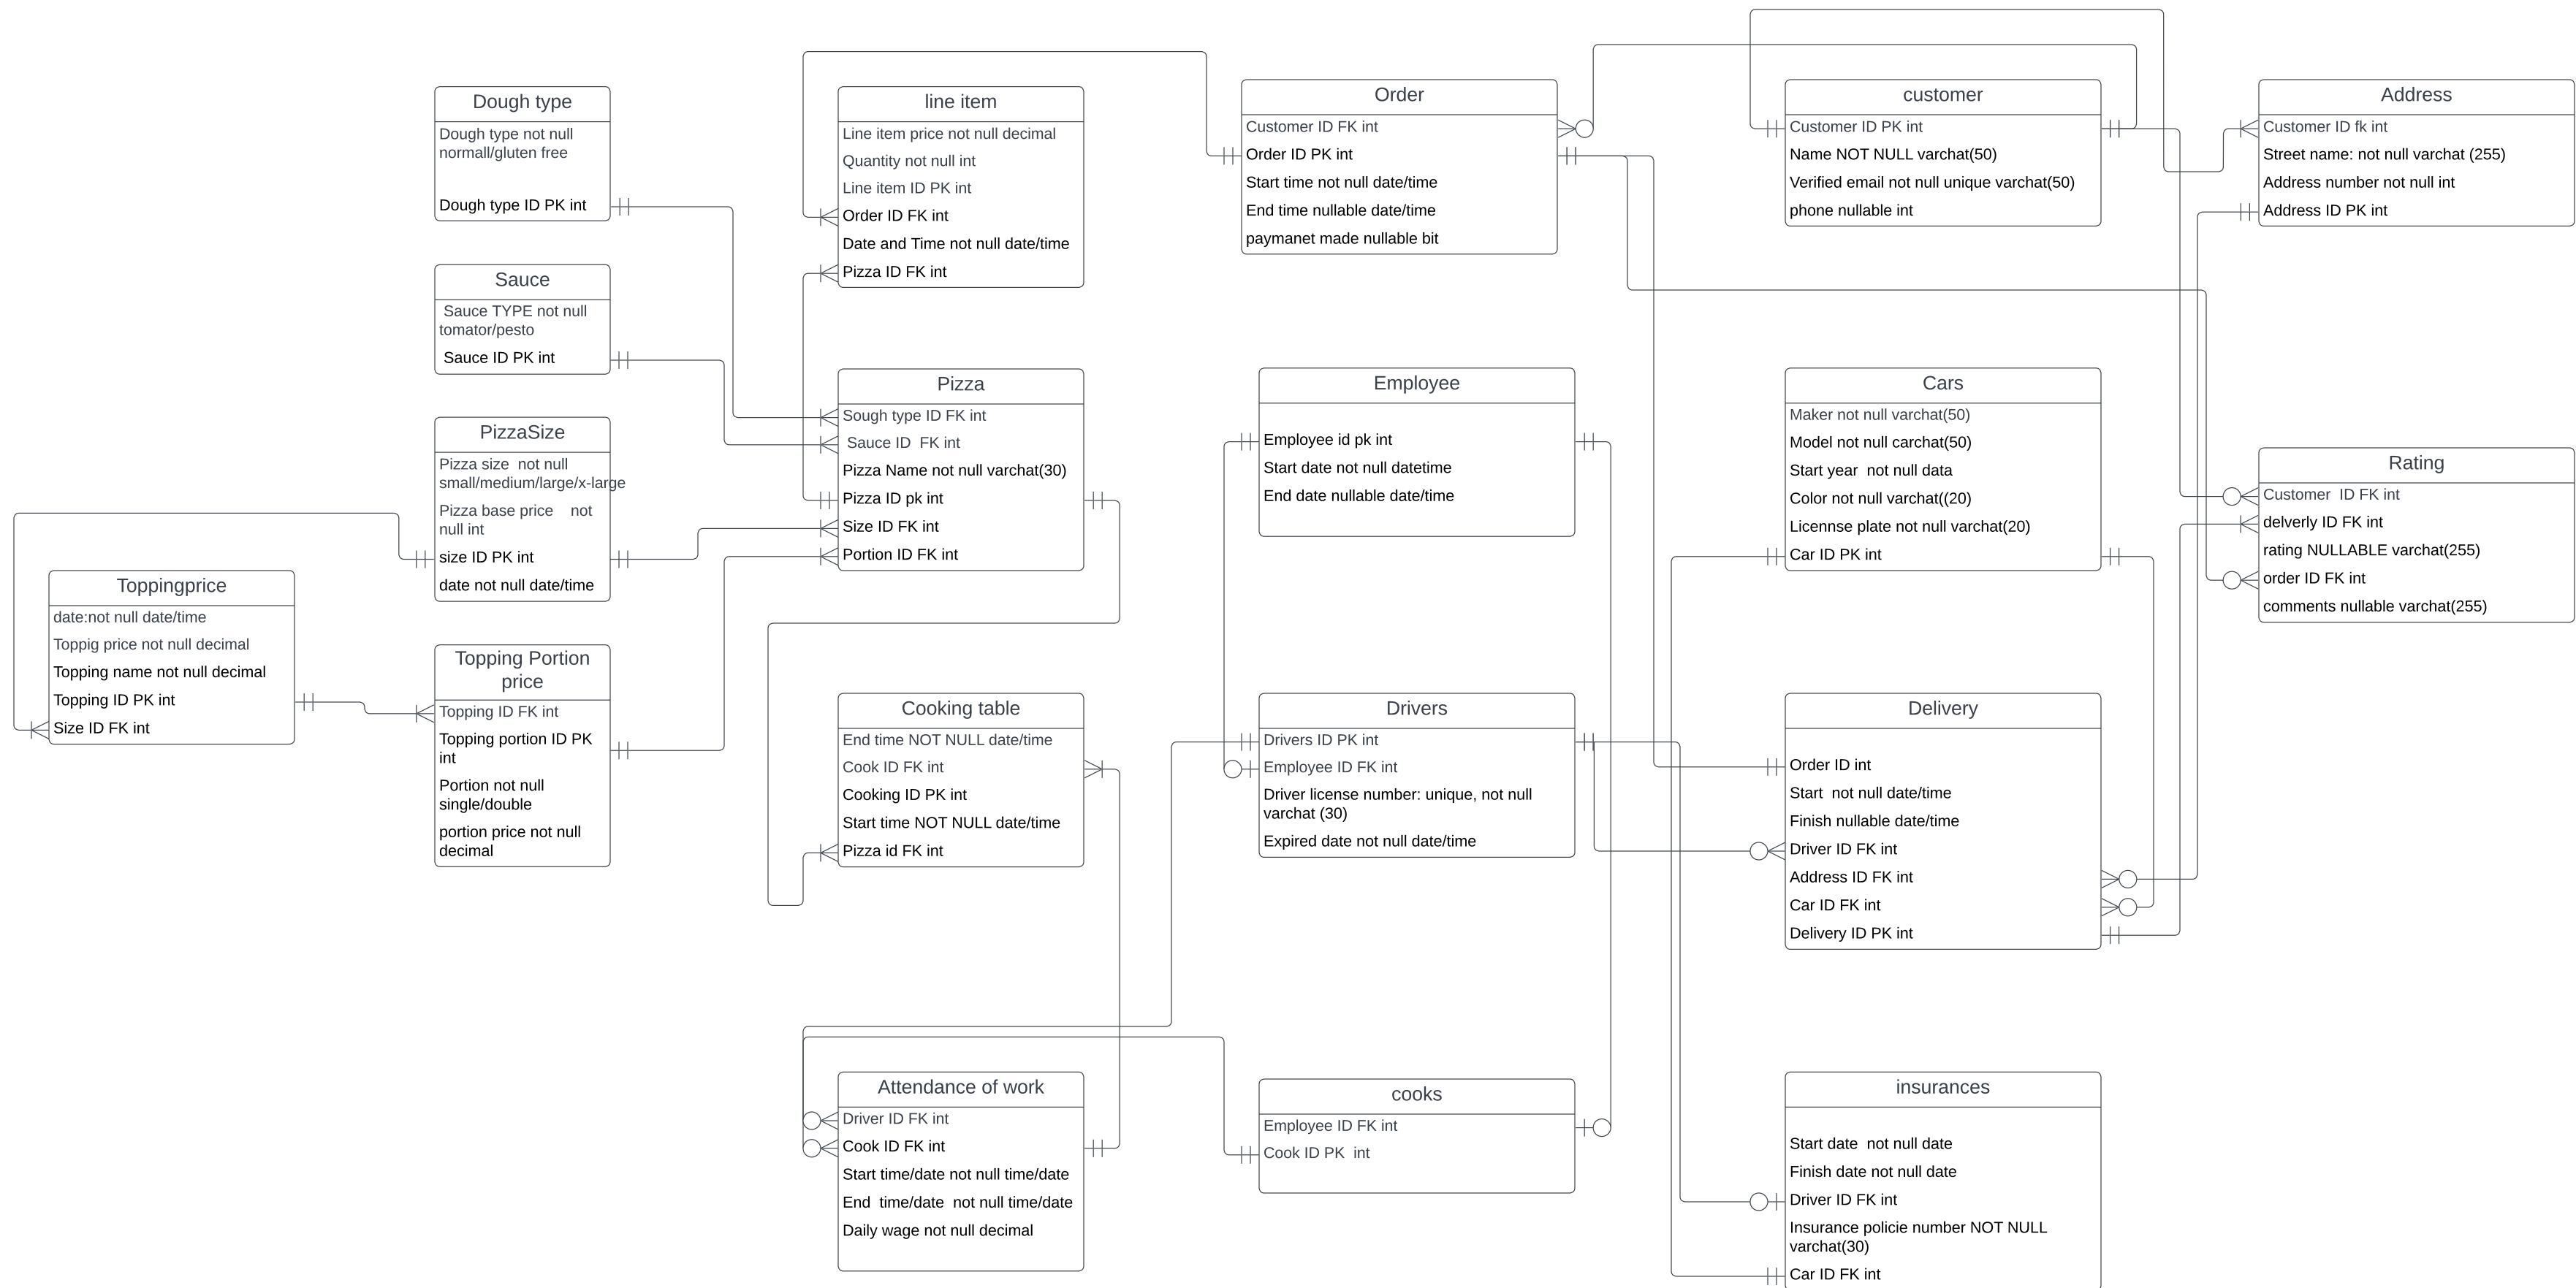 Dough type
Dough type not null
normall/gluten free
Dough type ID PK int
Sauce
Sauce TYPE not null
tomator/pesto
Sauce ID PK int
PizzaSize
Pizza size  not null
small/medium/large/x-large
Pizza base price    not
null int
size ID PK int
date not null date/time
Toppingprice
date:not null date/time
Toppig price not null decimal
Topping name not null decimal
Topping ID PK int
Size ID FK int
Topping Portion
price
Topping ID FK int
Topping portion ID PK
int
Portion not null
single/double
portion price not null
decimal
line item
Line item price not null decimal
Quantity not null int
Line item ID PK int
Order ID FK int
Date and Time not null date/time
Pizza ID FK int
Pizza
Sough type ID FK int
Sauce ID  FK int
Pizza Name not null varchar(30)
Pizza ID pk int
Size ID FK int
Portion ID FK int
Cooking table
End time NOT NULL date/time
Cook ID FK int
Cooking ID PK int
Start time NOT NULL date/time
Pizza id FK int
Attendance of work
Driver ID FK int
Cook ID FK int
Start time/date not null time/date
End  time/date  not null time/date
Daily wage not null decimal
Order
Customer ID FK int
Order ID PK int
Start time not null date/time
End time nullable date/time
paymanet made nullable bit
Employee
Employee id pk int
Start date not null datetime
End date nullable date/time
Drivers
Drivers ID PK int
Employee ID FK int
Driver license number: unique, not null
varchar (30)
Expired date not null date/time
cooks
Employee ID FK int
Cook ID PK  int
customer
Customer ID PK int
Name NOT NULL varchar(50)
Verified email not null unique varchar(50)
phone nullable int
Cars
Maker not null varchar(50)
Model not null carchar(50)
Start year  not null data
Color not null varchar((20)
Licennse plate not null varchar(20)
Car ID PK int
Delivery
Order ID int
Start  not null date/time
Finish nullable date/time
Driver ID FK int
Address ID FK int
Car ID FK int
Delivery ID PK int
insurances
Start date  not null date
Finish date not null date
Driver ID FK int
Insurance policie number NOT NULL
varchar(30)
Car ID FK int
Address
Customer ID fk int
Street name: not null varchar (255)
Address number not null int
Address ID PK int
Rating
Customer  ID FK int
delverly ID FK int
rating NULLABLE varchar(255)
order ID FK int
comments nullable varchar(255)